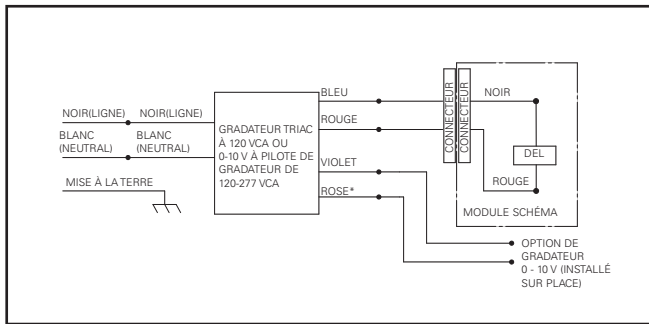 NOIR(LIGNE)
NOIR(LIGNE)
BLANC
(NEUTRAL)
BLANC
(NEUTRAL)
MISE À LA TERRE
GRADATEUR TRIAC
À 120 VCA OU
0-10 V À PILOTE DE
GRADATEUR DE
120-277 VCA
BLEU
ROUGE
VIOLET
ROSE*
CONNECTEUR
CONNECTEUR
NOIR
DEL
ROUGE
MODULE SCHÉMA
OPTION DE
GRADATEUR
0 - 10 V (INSTALLÉ
SUR PLACE)